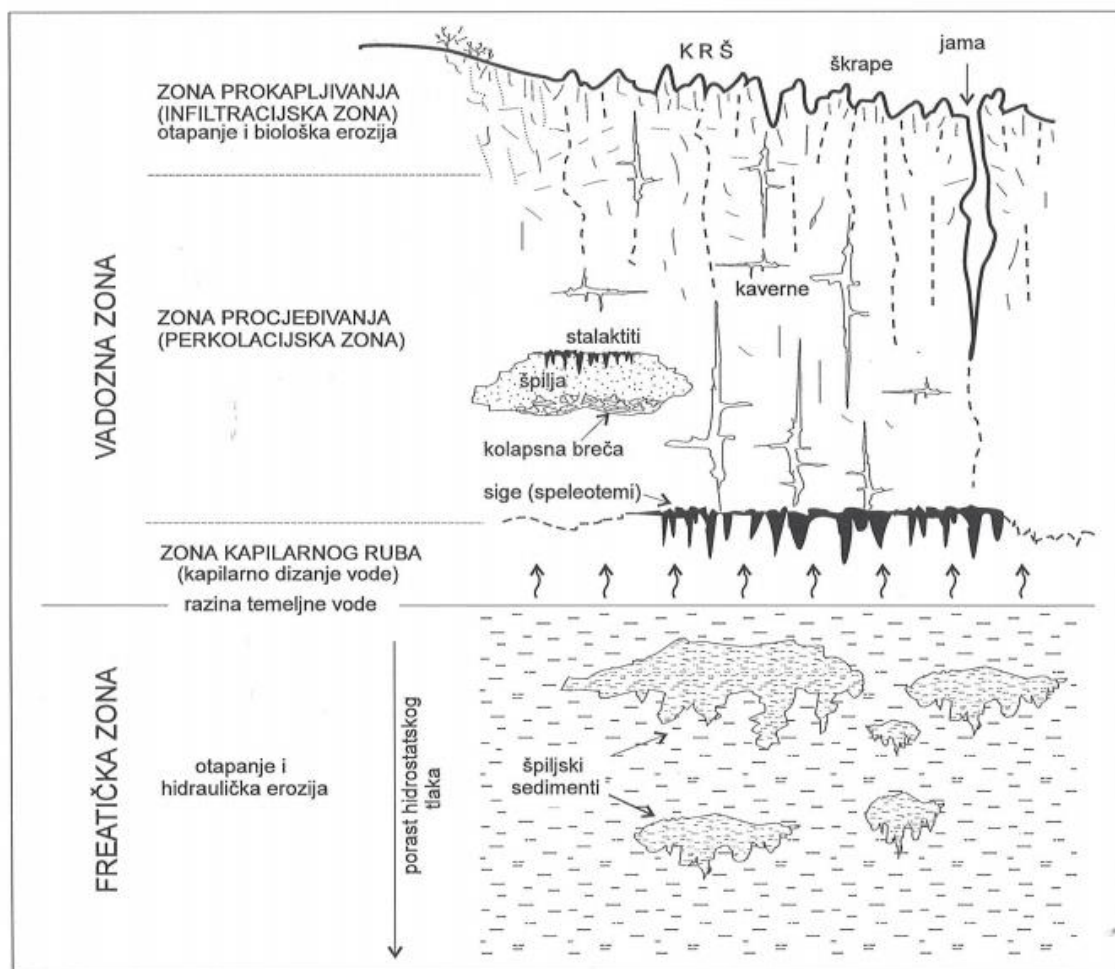 K R Š
jama
škrape
ZONA PROKAPLJIVANJA
(INFILTRACIJSKA ZONA)
otapanje i biološka erozija
VADOZNA ZONA
ZONA PROCJEĐIVANJA
(PERKOLACIJSKA ZONA)
kaverne
stalaktiti
špilja
kolapsna breča
sige (speleotemi)
ZONA KAPILARNOG RUBA
(kapilarno dizanje vode)
razina temeljne vode
FREATIČKA ZONA
otapanje i
hidraulička erozija
porast hidrostatskog
tlaka
špiljski
sedimenti